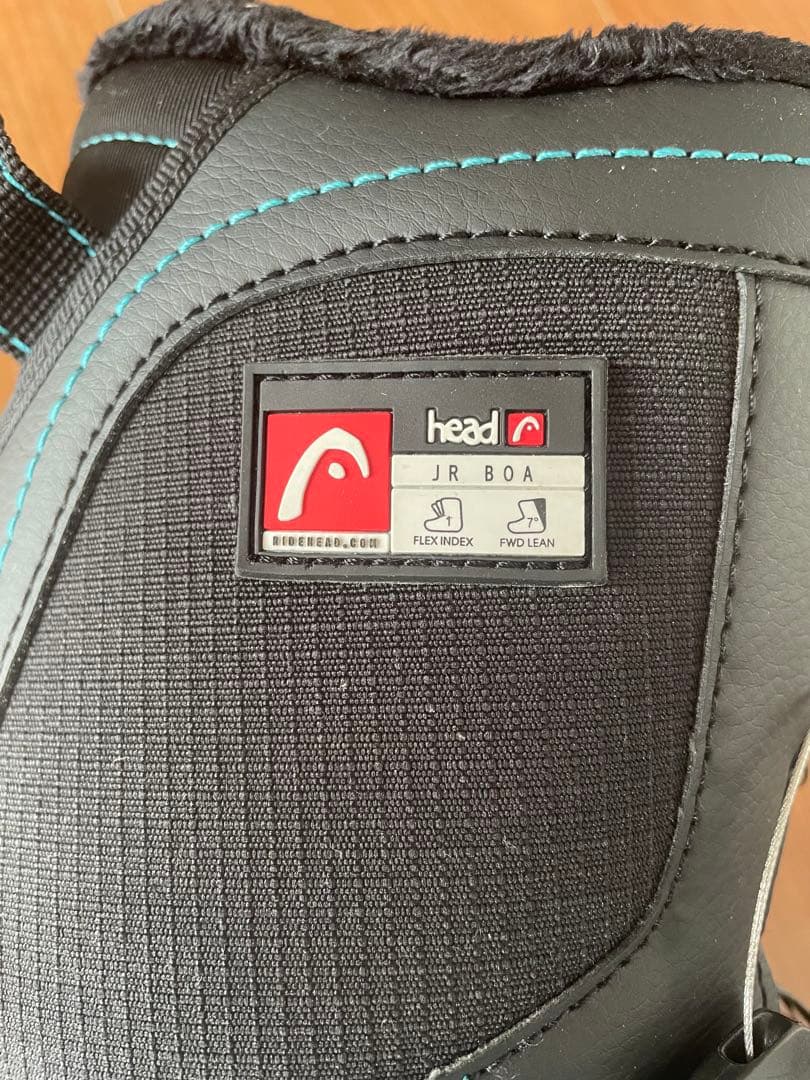 head
JR BOA
1
7°
FLEX INDEX
FWD LEAN
RIDEHEAD.COM